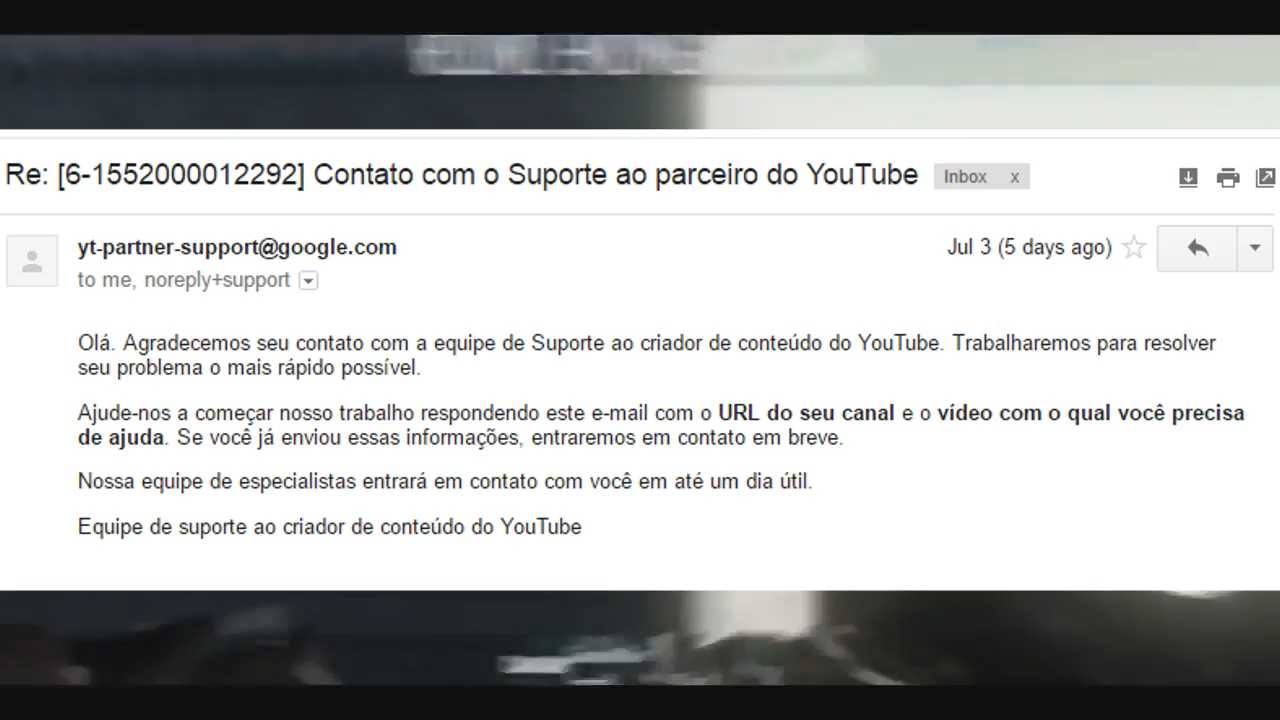 Re: [6-1552000012292] Contato com o Suporte ao parceiro do YouTube Inbox x
yt-partner-support@google.com Jul 3 (5 days ago)
to me, noreply+support
Olá. Agradecemos seu contato com a equipe de Suporte ao criador de conteúdo do YouTube. Trabalharemos para resolver
seu problema o mais rápido possível.
Ajude-nos a começar nosso trabalho respondendo este e-mail com o URL do seu canal e o vídeo com o qual você precisa
de ajuda. Se você já enviou essas informações, entraremos em contato em breve.
Nossa equipe de especialistas entrará em contato com você em até um dia útil.
Equipe de suporte ao criador de conteúdo do YouTube